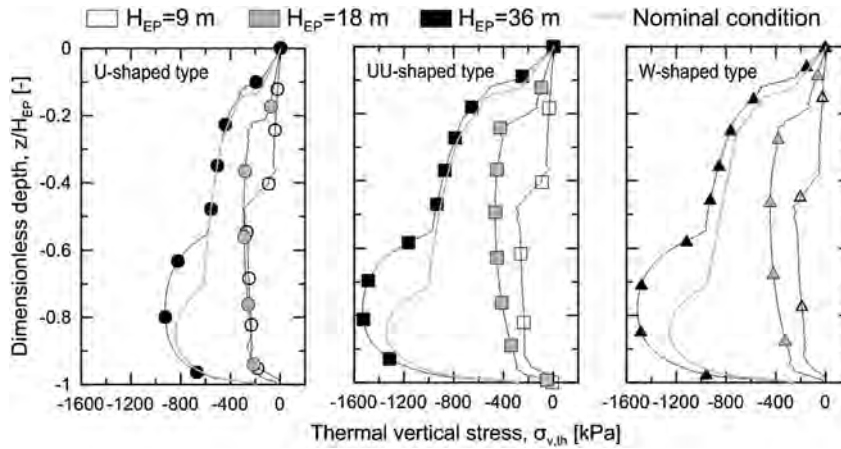 H_EP=9 m H_EP=18 m H_EP=36 m Nominal condition
U-shaped type UU-shaped type W-shaped type
0
-0.2
-0.4
-0.6
-0.8
-1
Dimensionless depth, z/H_EP [-]
-1600 -1200 -800 -400 0 -1600 -1200 -800 -400 0 -1600 -1200 -800 -400 0
Thermal vertical stress, σ_v,th [kPa]